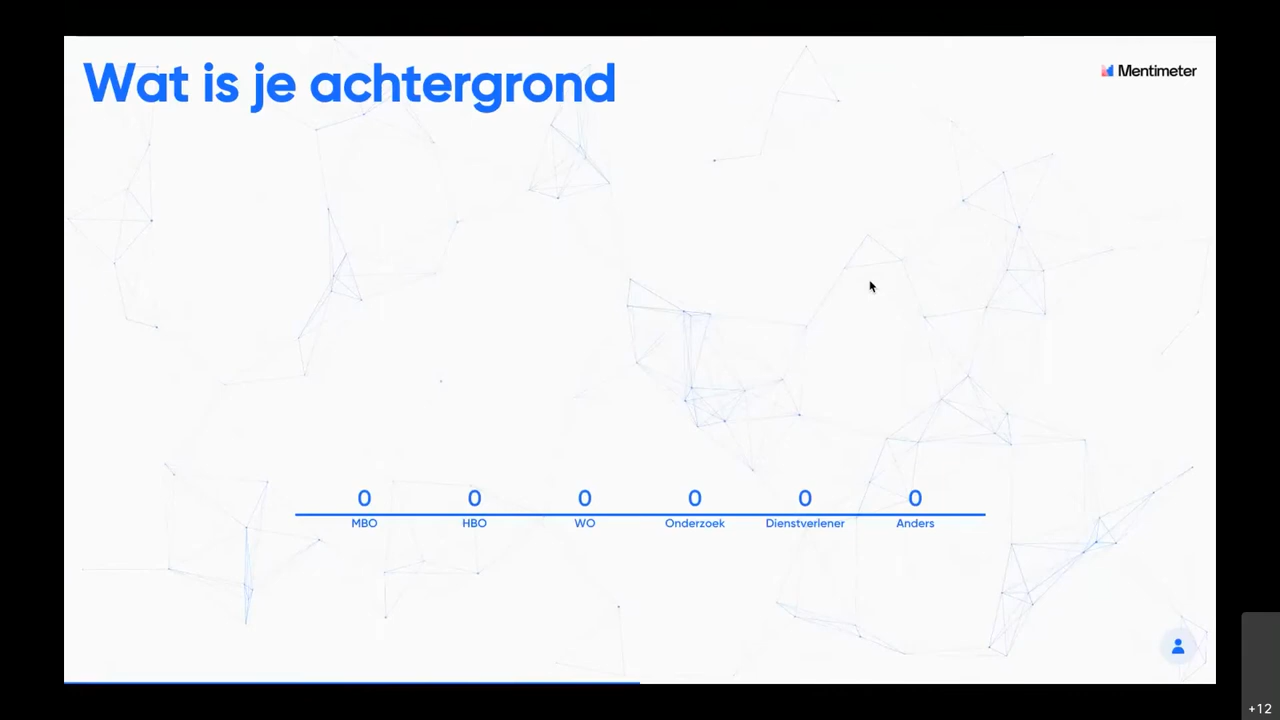 Wat is je achtergrond
Mentimeter
0 0 0 0 0 0
MBO HBO WO Onderzoek Dienstverlener Anders
+12